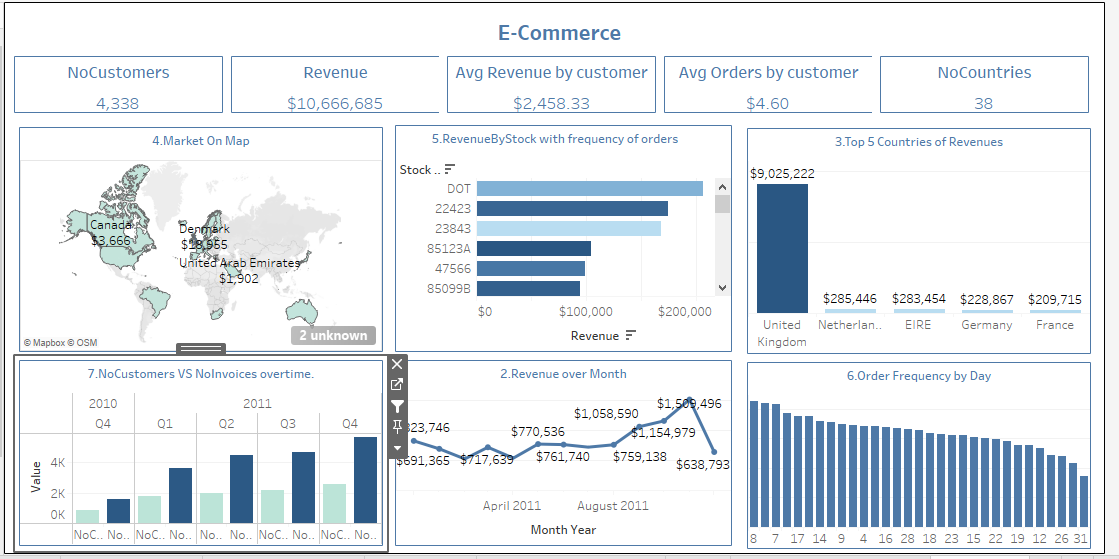 E-Commerce
NoCustomers
4,338
Revenue
$10,666,685
Avg Revenue by customer
$2,458.33
Avg Orders by customer
$4.60
NoCountries
38
4.Market On Map
Canada
$3,666
Denmark
$18,955
United Arab Emirates
$1,902
2 unknown
© Mapbox © OSM
5.RevenueByStock with frequency of orders
Stock ..
DOT
22423
23843
85123A
47566
85099B
$0 $100,000 $200,000
Revenue
3.Top 5 Countries of Revenues
$9,025,222
$285,446 $283,454 $228,867 $209,715
United Kingdom Netherlan.. EIRE Germany France
7.NoCustomers VS NoInvoices overtime.
2010 2011
Q4 Q1 Q2 Q3 Q4
Value
4K
2K
0K
NoC.. No.. NoC.. No.. NoC.. No.. NoC.. No.. NoC.. No..
2.Revenue over Month
$1,509,496
$1,058,590
$770,536
$1,154,979
$691,365 $717,639 $761,740 $759,138 $638,793
April 2011 August 2011
Month Year
6.Order Frequency by Day
8 7 17 14 9 4 16 28 18 23 15 22 19 12 26 31